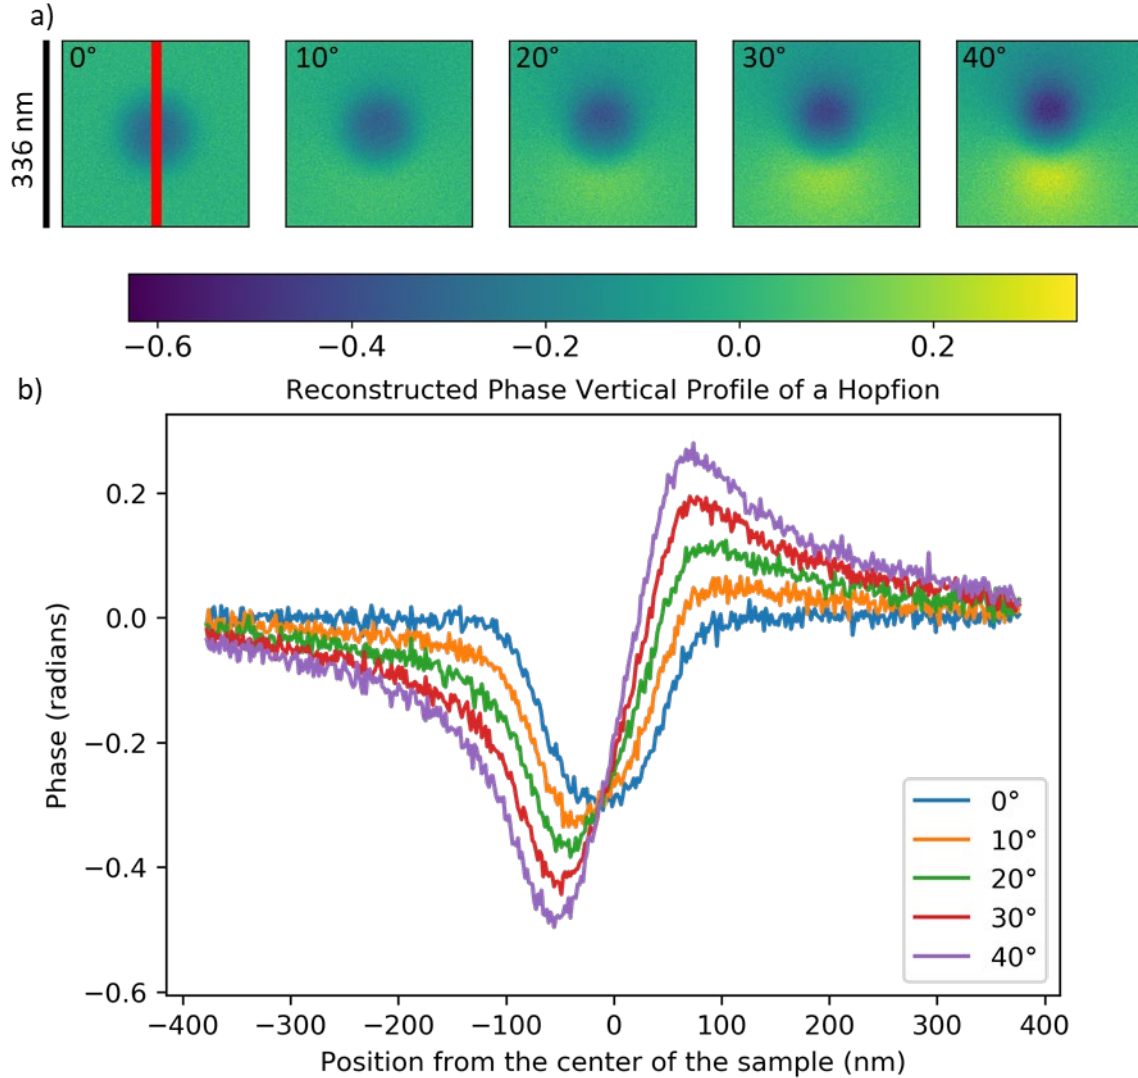 a)
0° 10° 20° 30° 40°
336 nm
−0.6 −0.4 −0.2 0.0 0.2
b) Reconstructed Phase Vertical Profile of a Hopfion
0.2
0.0
−0.2
−0.4
−0.6
Phase (radians)
0°
10°
20°
30°
40°
−400 −300 −200 −100 0 100 200 300 400
Position from the center of the sample (nm)